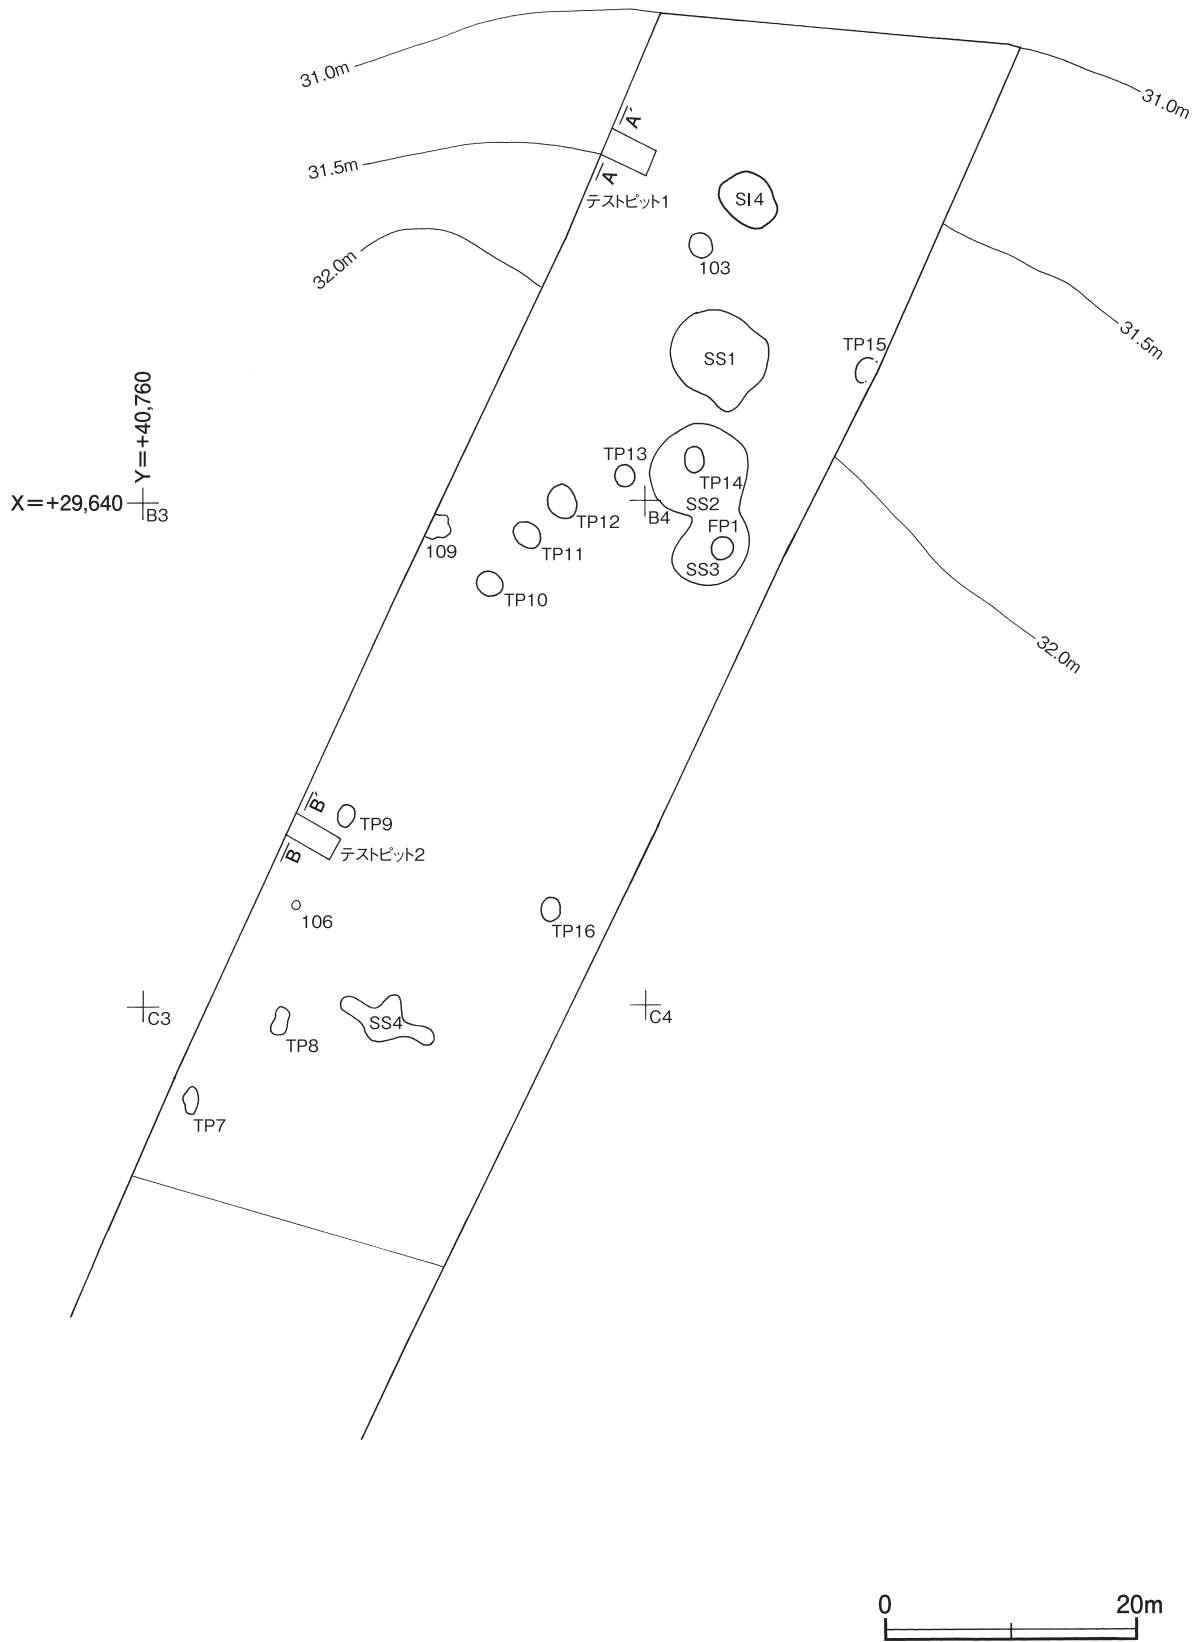 31.0m
31.0m
A`
A
テストピット1
31.5m
SI4
103
32.0m
31.5m
SS1
TP15
Y=+40,760
X=+29,640
B3
TP13
TP14
SS2
B4
TP12
FP1
109
TP11
SS3
TP10
32.0m
B`
TP9
B
テストピット2
106
TP16
C3
C4
SS4
TP8
TP7
0 20m